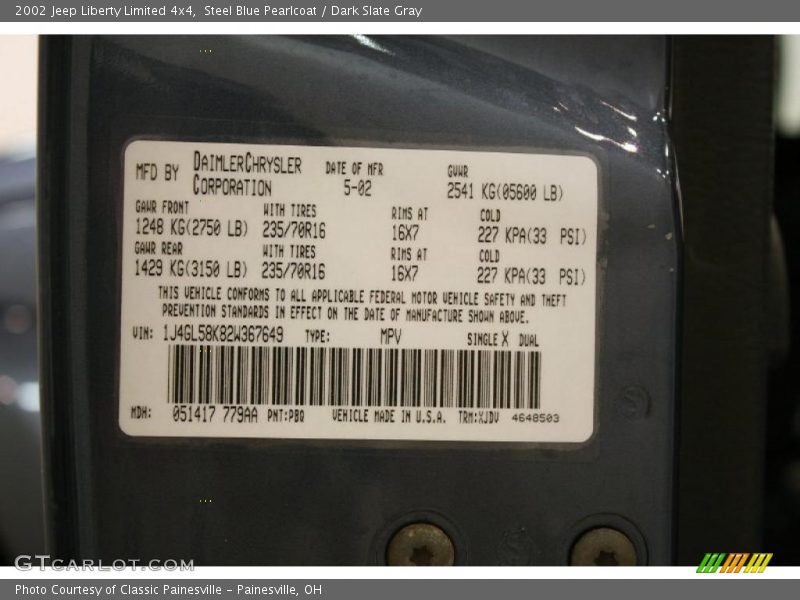 2002 Jeep Liberty Limited 4x4, Steel Blue Pearlcoat / Dark Slate Gray
MFD BY DAIMLERCHRYSLER CORPORATION DATE OF MFR 5-02 GVWR 2541 KG(05600 LB)
GAWR FRONT WITH TIRES RIMS AT COLD
1248 KG(2750 LB) 235/70R16 16X7 227 KPA(33 PSI)
GAWR REAR WITH TIRES RIMS AT COLD
1429 KG(3150 LB) 235/70R16 16X7 227 KPA(33 PSI)
THIS VEHICLE CONFORMS TO ALL APPLICABLE FEDERAL MOTOR VEHICLE SAFETY AND THEFT
PREVENTION STANDARDS IN EFFECT ON THE DATE OF MANUFACTURE SHOWN ABOVE.
VIN: 1J4GL58K82W367649 TYPE: MPV SINGLE X DUAL
MDH: 051417 779AA PNT:PBQ VEHICLE MADE IN U.S.A. TRM:XJDV 4648503
GTCARLOT.COM
Photo Courtesy of Classic Painesville - Painesville, OH